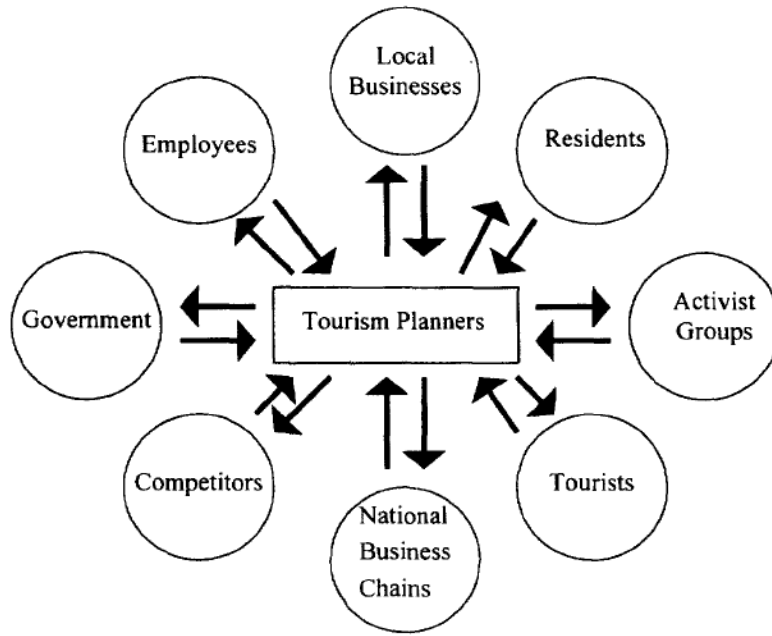 Local
Businesses
Employees
Residents
Government
Tourism Planners
Activist
Groups
Competitors
Tourists
National
Business
Chains